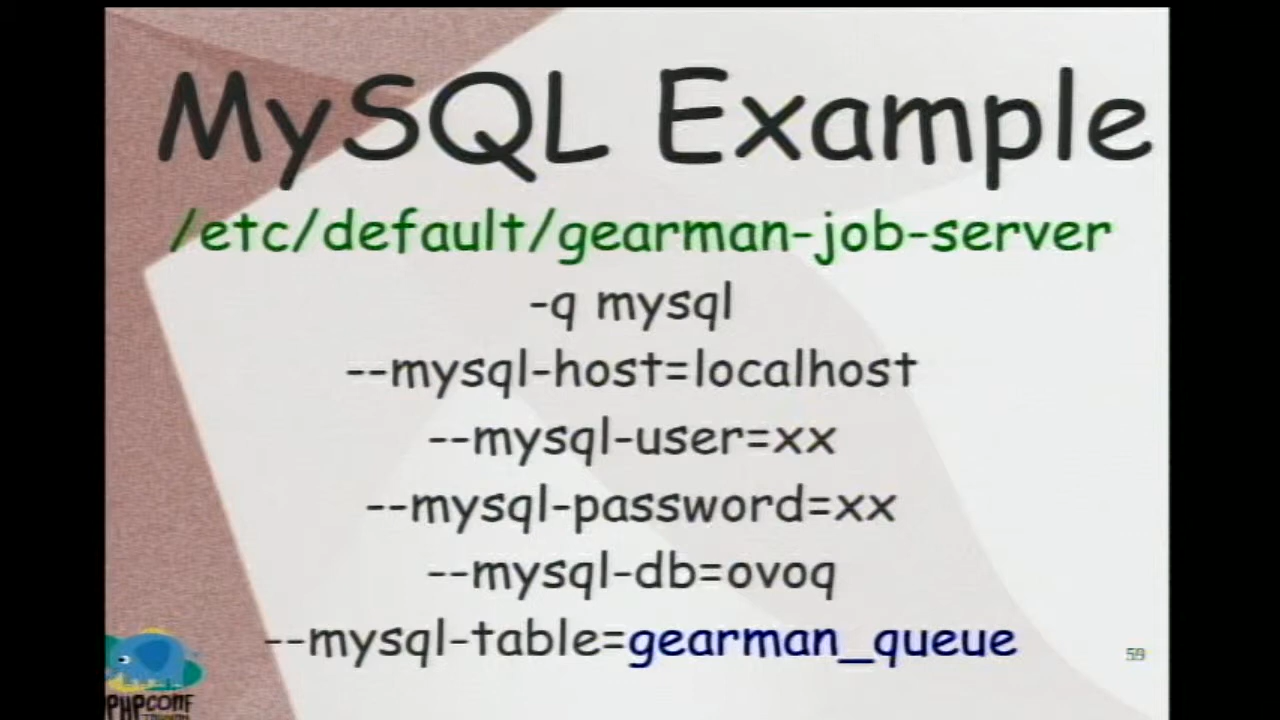 MySQL Example
/etc/default/gearman-job-server
-q mysql
--mysql-host=localhost
--mysql-user=xx
--mysql-password=xx
--mysql-db=ovoq
--mysql-table=gearman_queue
59
PHPCONF